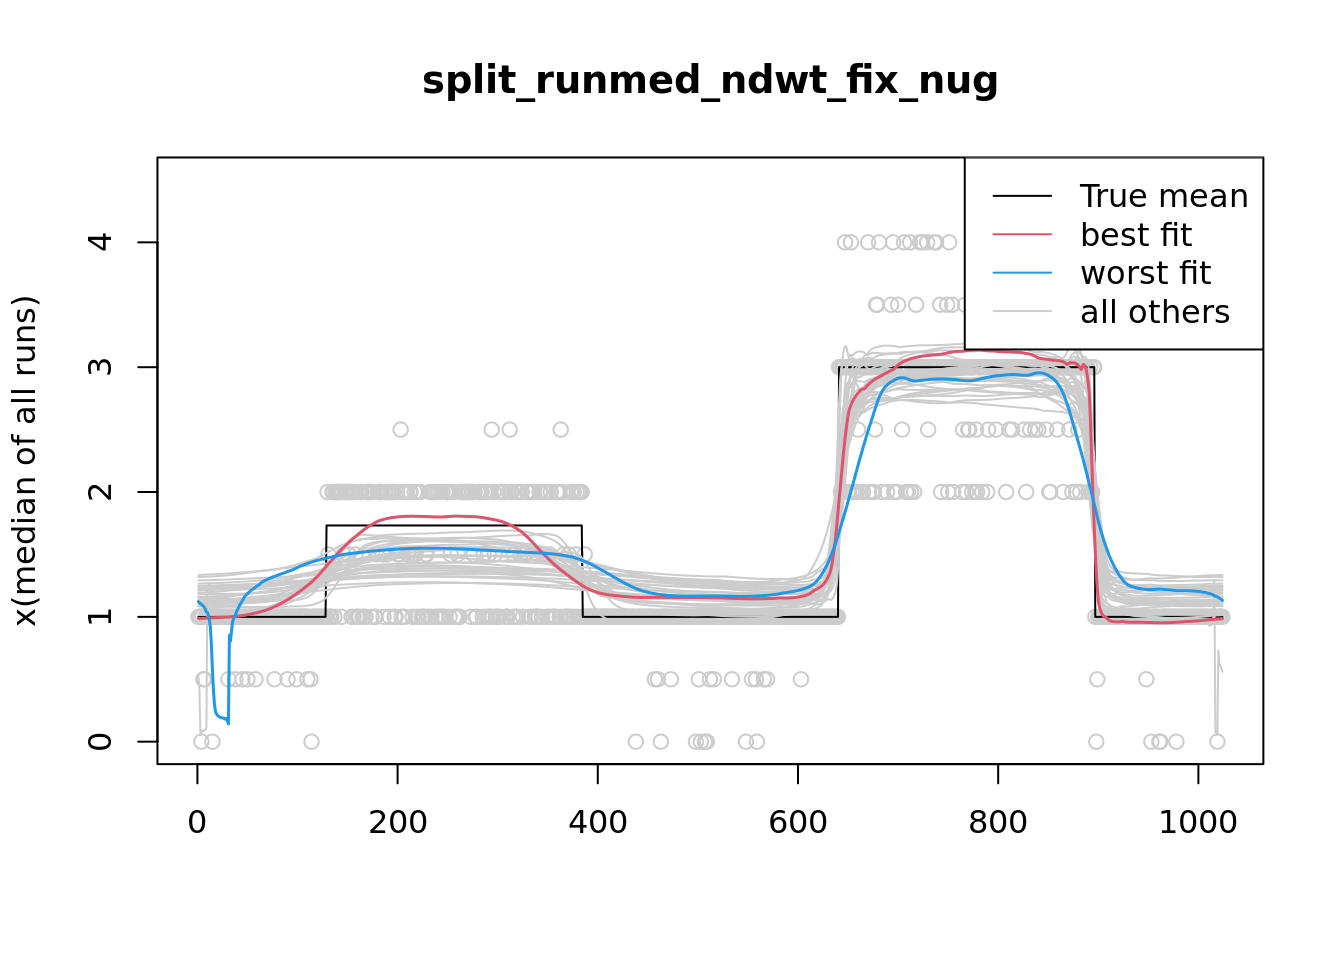 split_runmed_ndwt_fix_nug
True mean
best fit
worst fit
all others
x(median of all runs)
4
3
2
1
0
0 200 400 600 800 1000